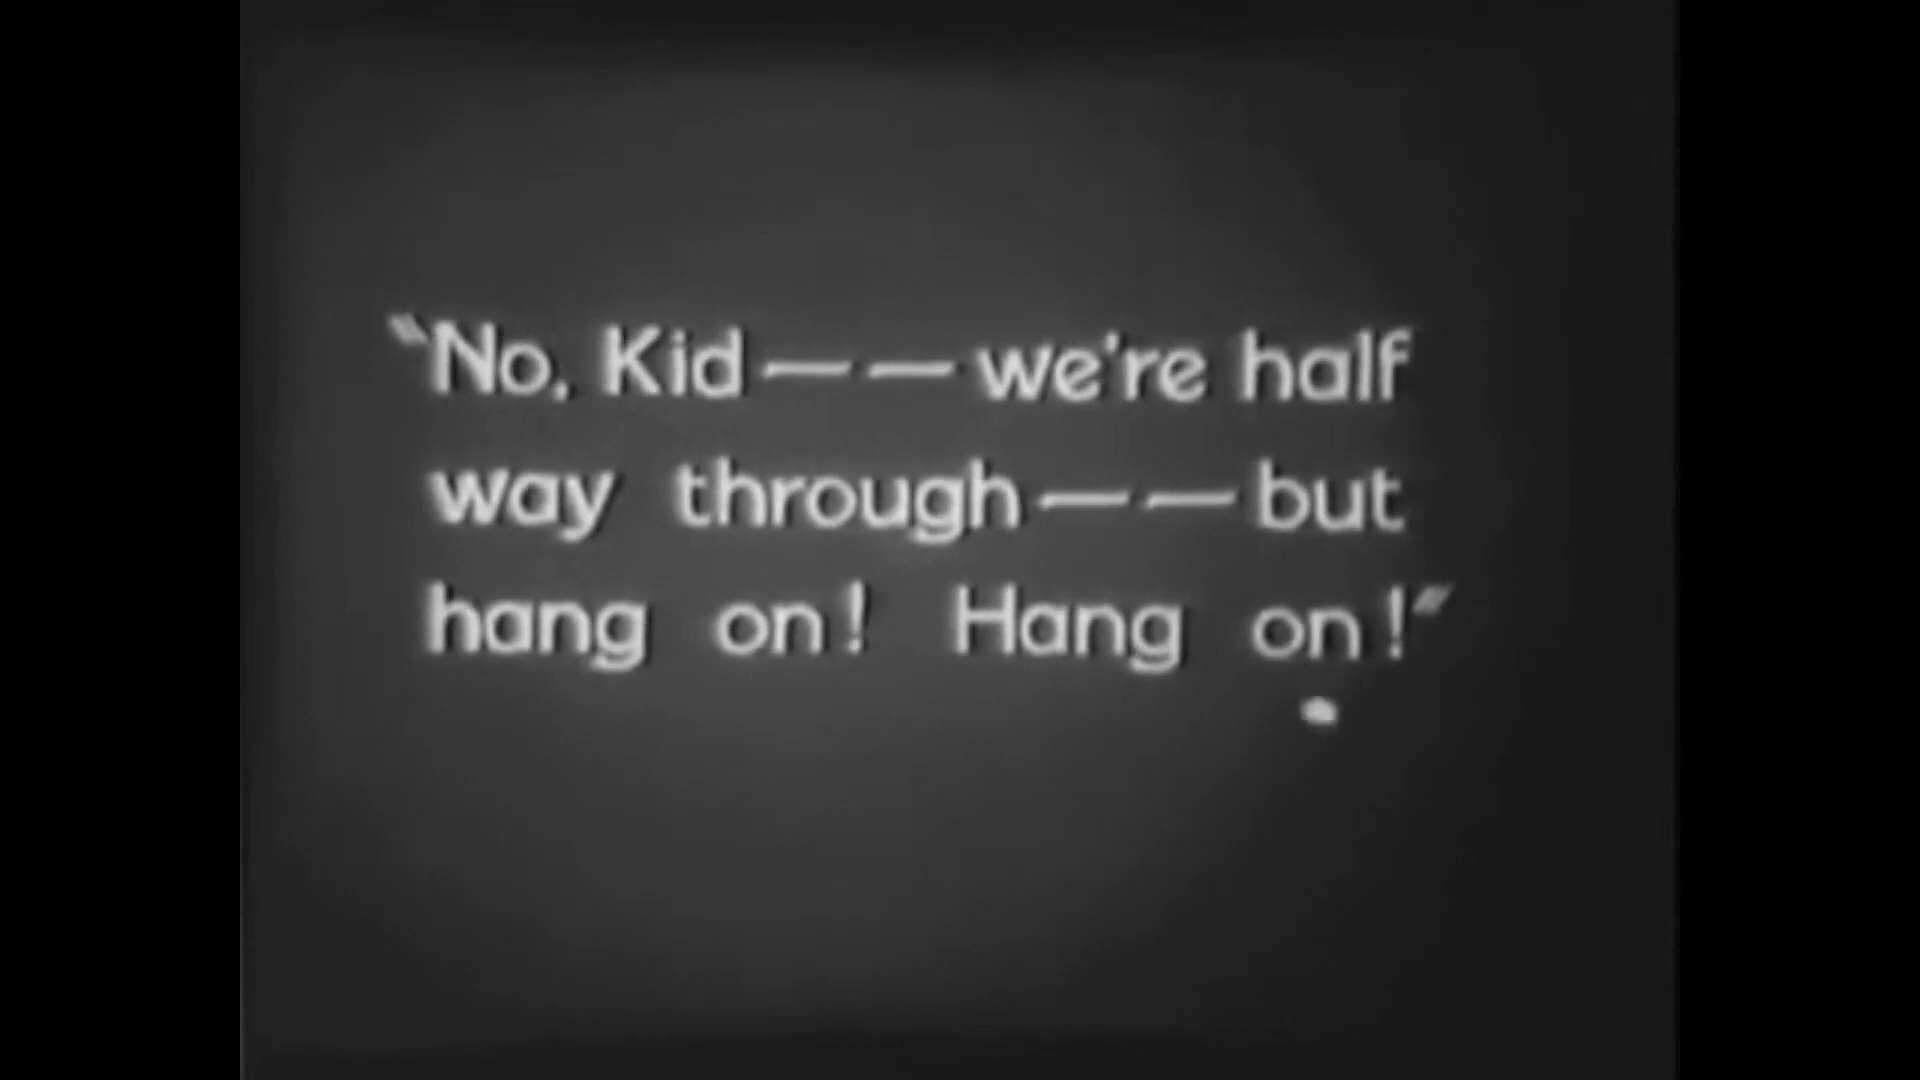 "No, Kid — — we're half
way through — — but
hang on! Hang on!"